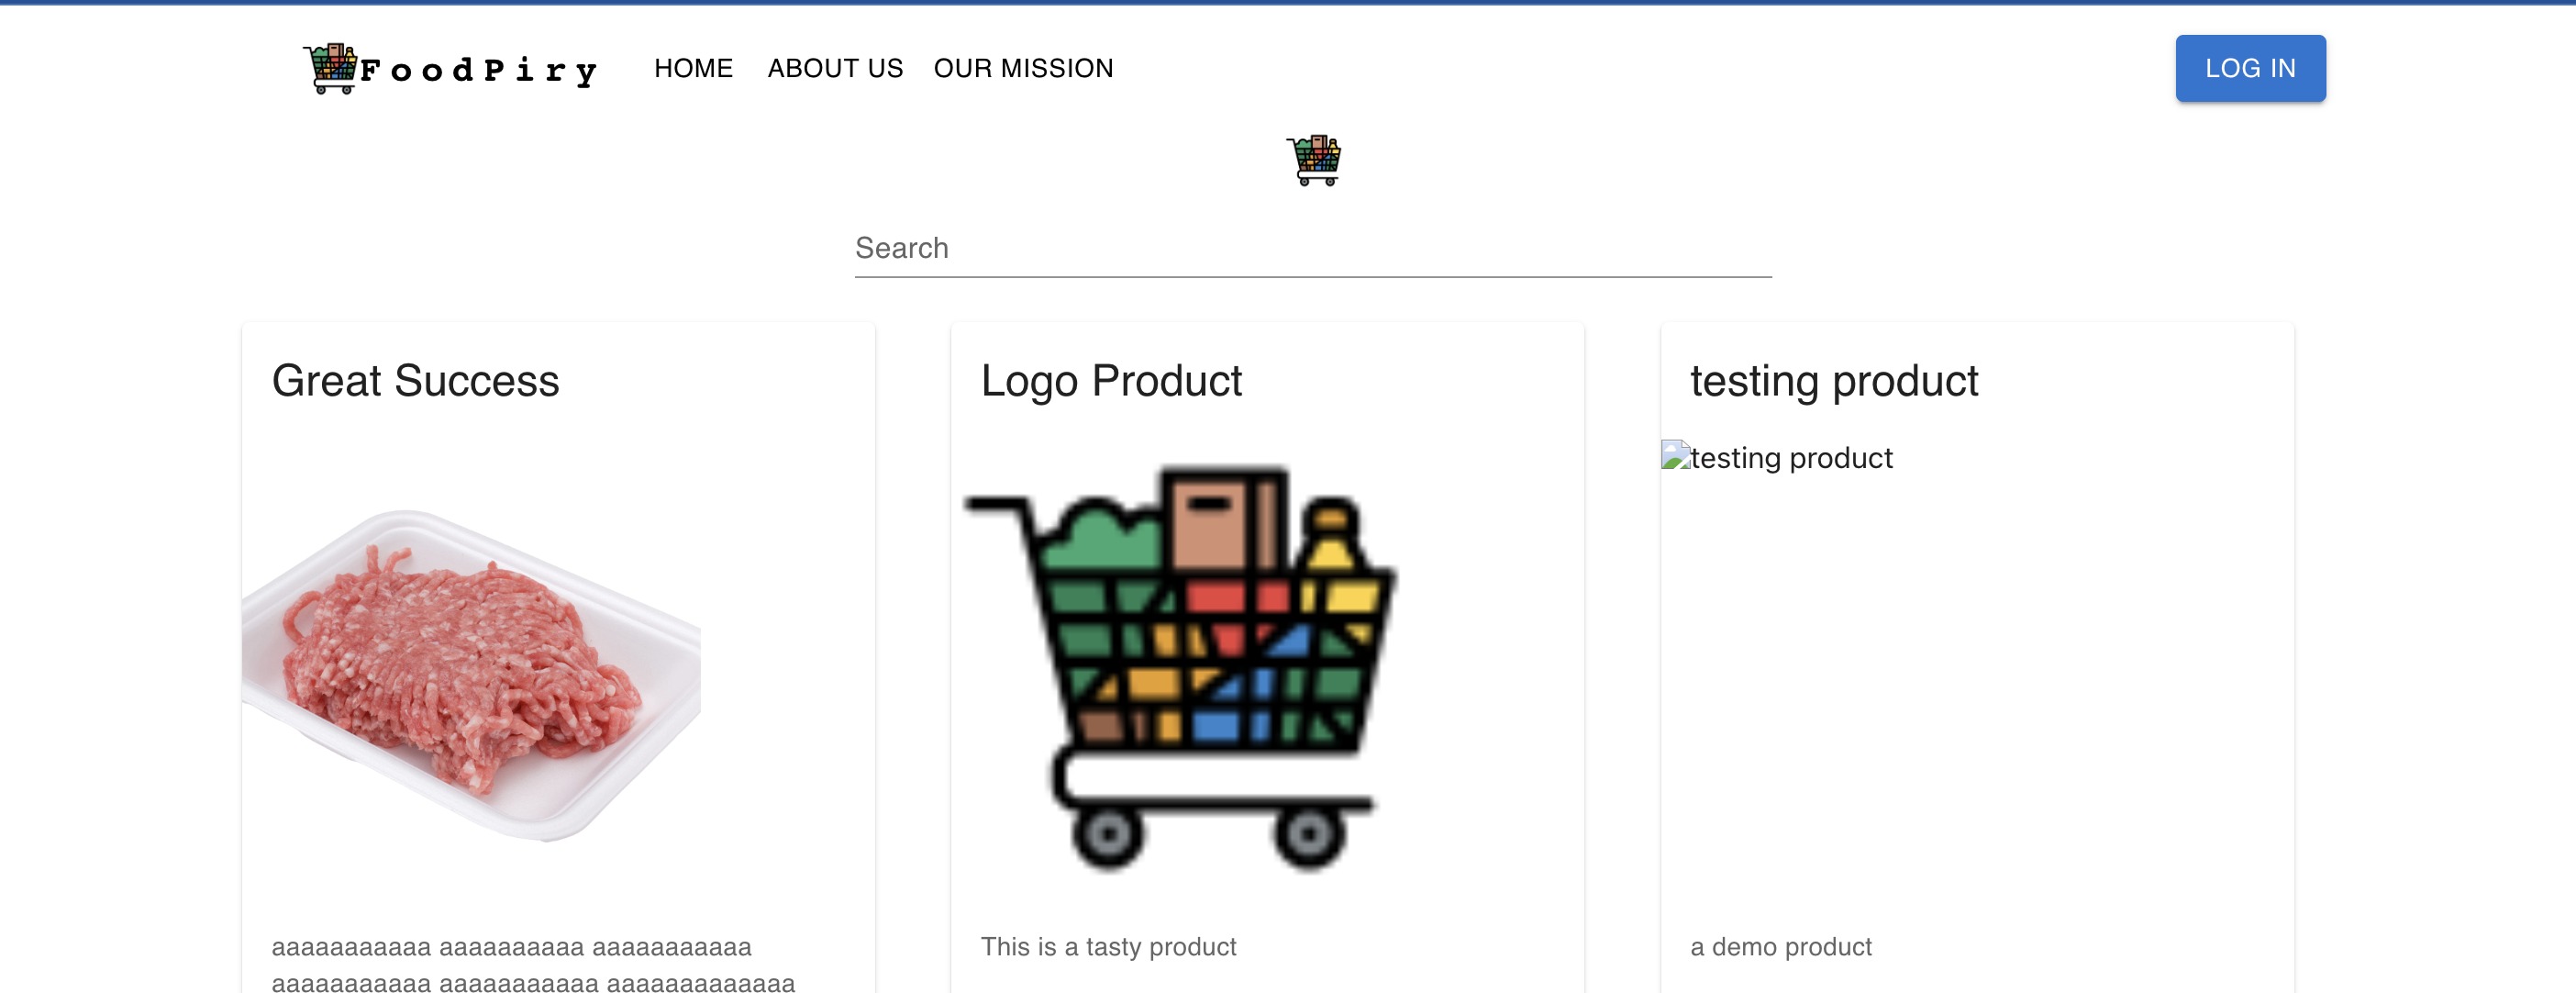 FoodPiry HOME ABOUT US OUR MISSION LOG IN
Search
Great Success
Logo Product
testing product
testing product
aaaaaaaaaaa aaaaaaaaaa aaaaaaaaaaa
aaaaaaaaaaa aaaaaaaaaaa aaaaaaaaaaaaa
This is a tasty product
a demo product